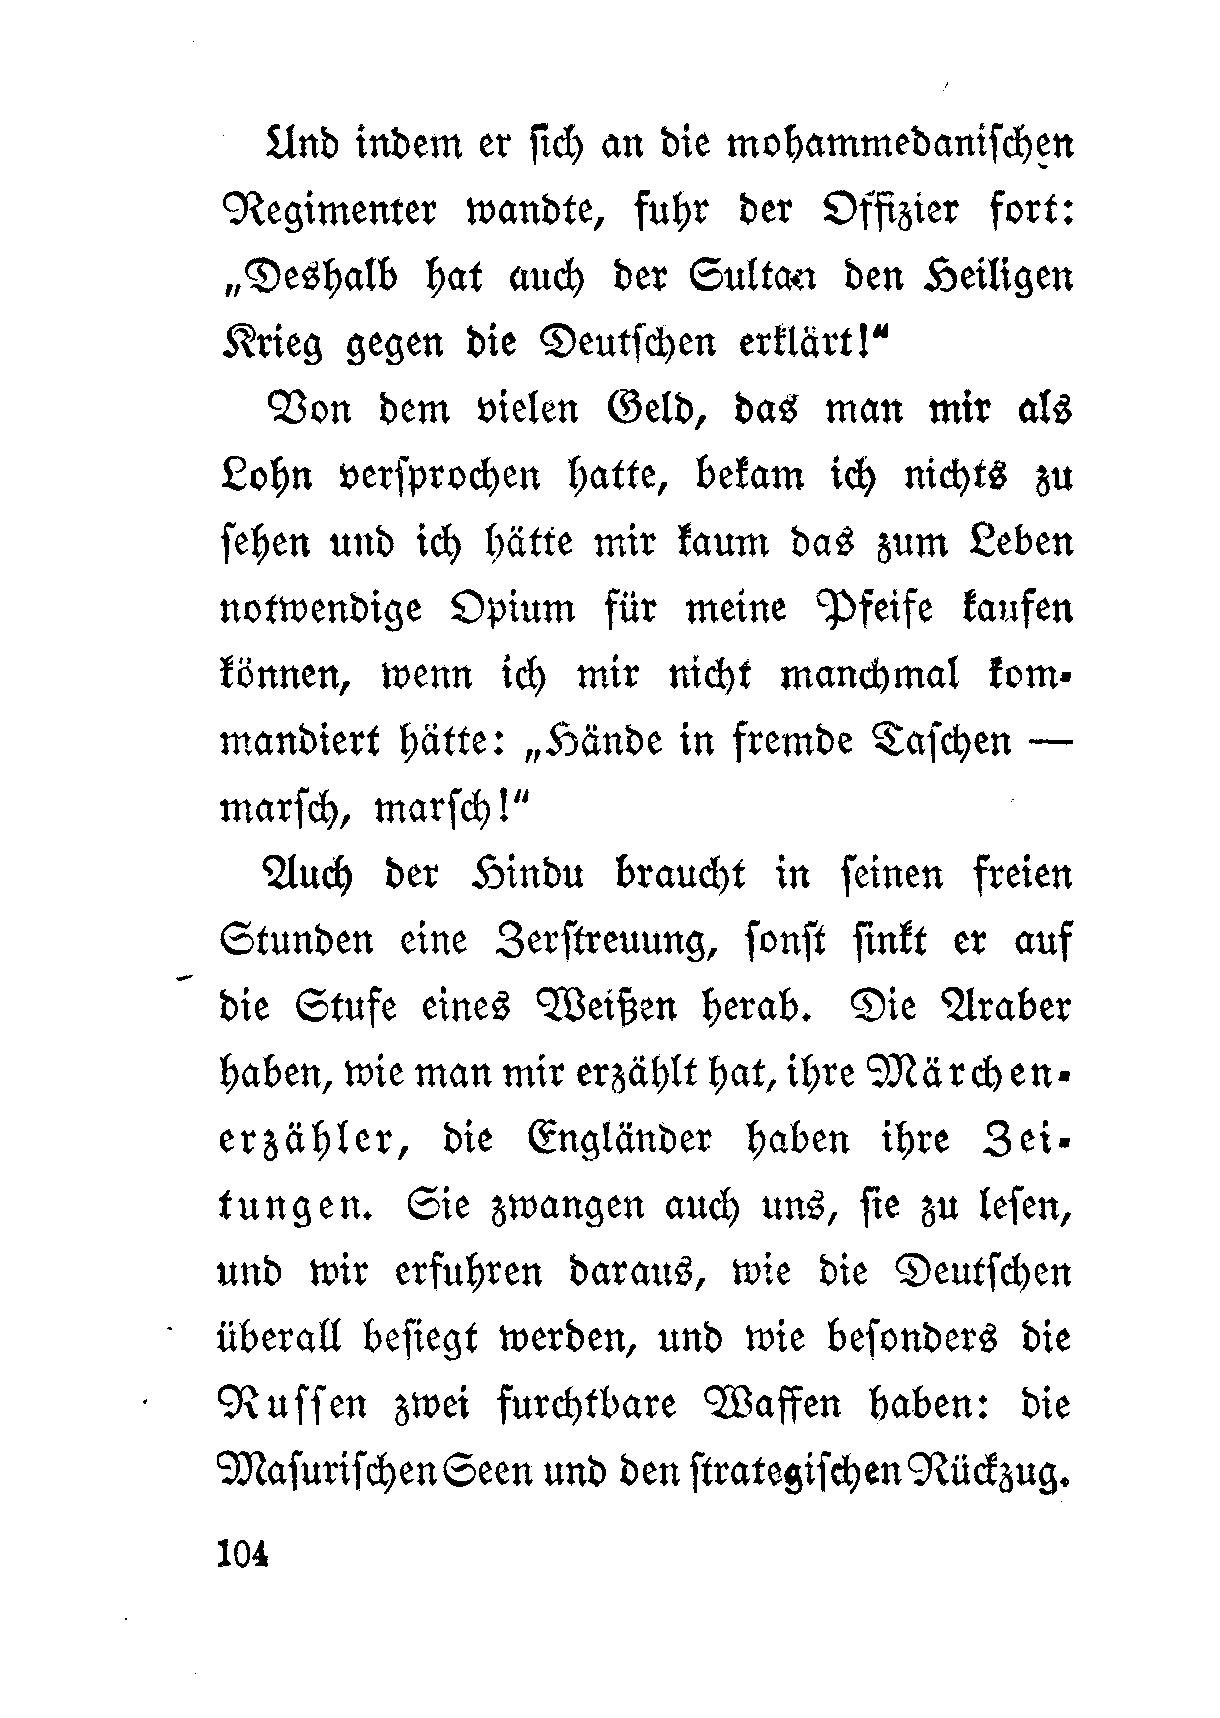 Und indem er ſich an die mohammedaniſchen
Regimenter wandte, fuhr der Offizier fort:
„Deshalb hat auch der Sultan den Heiligen
Krieg gegen die Deutſchen erklärt!“
Von dem vielen Geld, das man mir als
Lohn verſprochen hatte, bekam ich nichts zu
ſehen und ich hätte mir kaum das zum Leben
notwendige Opium für meine Pfeife kaufen
können, wenn ich mir nicht manchmal kom-
mandiert hätte: „Hände in fremde Taſchen —
marſch, marſch!“
Auch der Hindu braucht in ſeinen freien
Stunden eine Zerſtreuung, ſonſt ſinkt er auf
die Stufe eines Weißen herab. Die Araber
haben, wie man mir erzählt hat, ihre Märchen-
erzähler, die Engländer haben ihre Zei-
tungen. Sie zwangen auch uns, ſie zu leſen,
und wir erfuhren daraus, wie die Deutſchen
überall beſiegt werden, und wie beſonders die
Ruſſen zwei furchtbare Waffen haben: die
Maſuriſchen Seen und den ſtrategiſchen Rückzug.
104